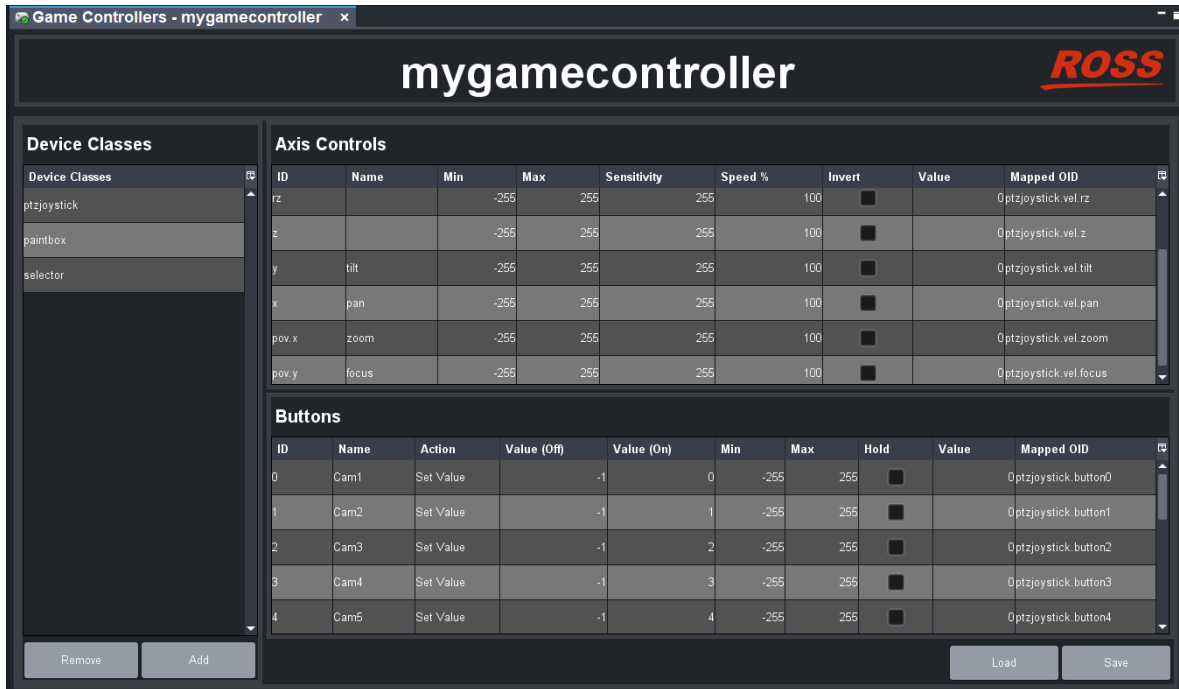 Game Controllers - mygamecontroller ×
mygamecontroller
ROSS
Device Classes
Device Classes
ptzjoystick
paintbox
selector
Remove Add
Axis Controls
ID Name Min Max Sensitivity Speed % Invert Value Mapped OID
rz -255 255 255 100 0 ptzjoystick.vel.rz
z -255 255 255 100 0 ptzjoystick.vel.z
y tilt -255 255 255 100 0 ptzjoystick.vel.tilt
x pan -255 255 255 100 0 ptzjoystick.vel.pan
pov.x zoom -255 255 255 100 0 ptzjoystick.vel.zoom
pov.y focus -255 255 255 100 0 ptzjoystick.vel.focus
Buttons
ID Name Action Value (Off) Value (On) Min Max Hold Value Mapped OID
0 Cam1 Set Value -1 0 -255 255 0 ptzjoystick.button0
1 Cam2 Set Value -1 1 -255 255 0 ptzjoystick.button1
2 Cam3 Set Value -1 2 -255 255 0 ptzjoystick.button2
3 Cam4 Set Value -1 3 -255 255 0 ptzjoystick.button3
4 Cam5 Set Value -1 4 -255 255 0 ptzjoystick.button4
Load Save